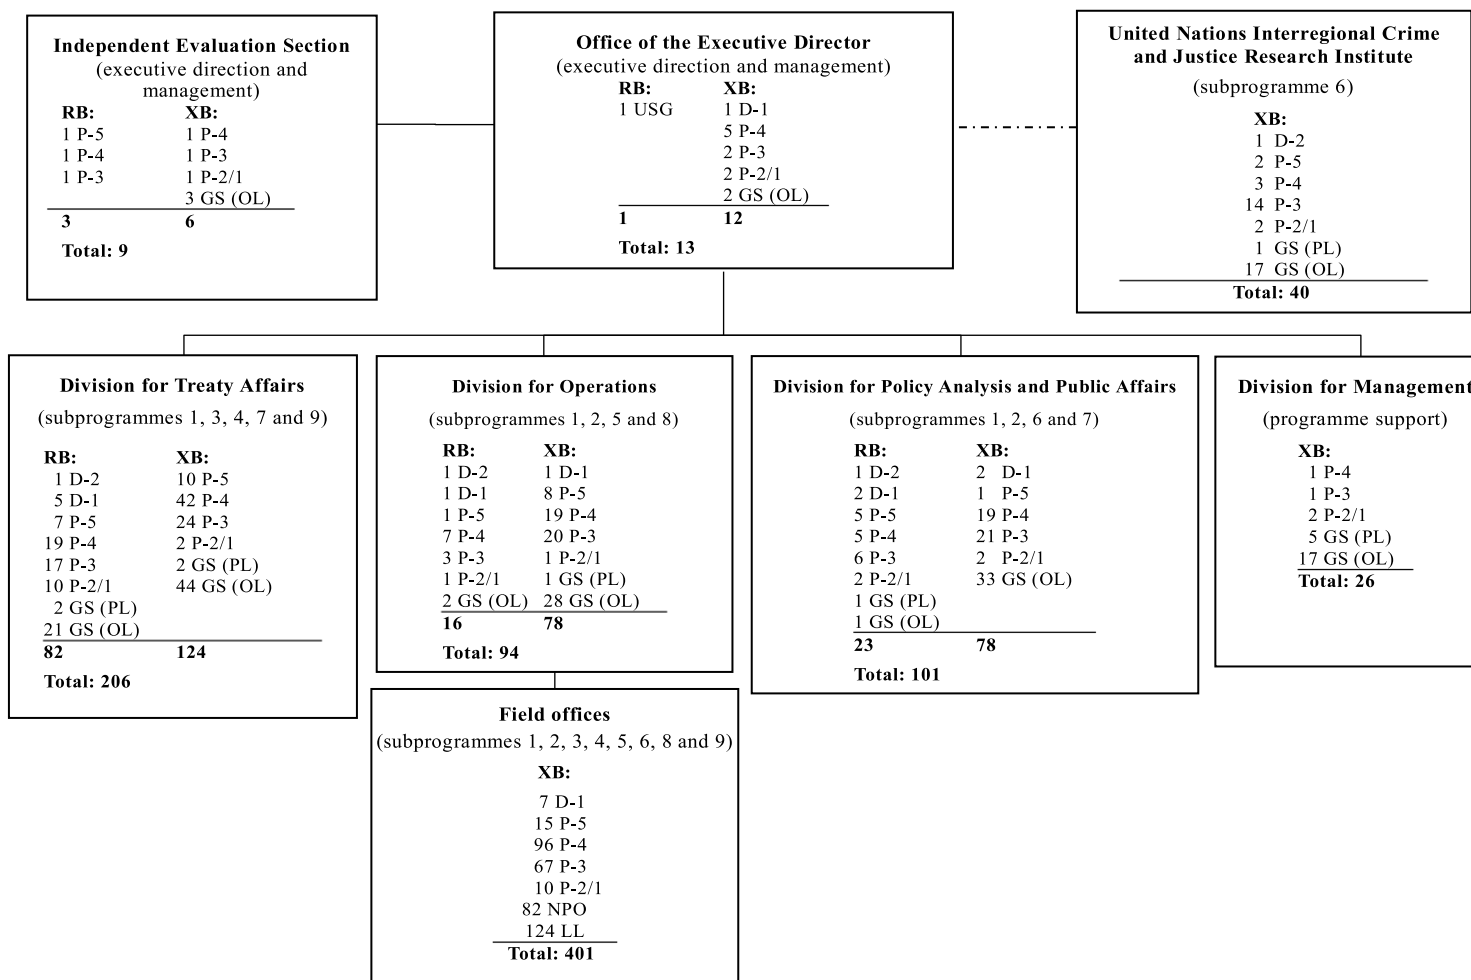 Independent Evaluation Section
(executive direction and
management)
RB: XB:
1 P-5 1 P-4
1 P-4 1 P-3
1 P-3 1 P-2/1
3 GS (OL)
3 6
Total: 9
Office of the Executive Director
(executive direction and management)
RB: XB:
1 USG 1 D-1
5 P-4
2 P-3
2 P-2/1
2 GS (OL)
1 12
Total: 13
United Nations Interregional Crime
and Justice Research Institute
(subprogramme 6)
XB:
1 D-2
2 P-5
3 P-4
14 P-3
2 P-2/1
1 GS (PL)
17 GS (OL)
Total: 40
Division for Treaty Affairs
(subprogrammes 1, 3, 4, 7 and 9)
RB: XB:
1 D-2 10 P-5
5 D-1 42 P-4
7 P-5 24 P-3
19 P-4 2 P-2/1
17 P-3 2 GS (PL)
10 P-2/1 44 GS (OL)
2 GS (PL)
21 GS (OL)
82 124
Total: 206
Division for Operations
(subprogrammes 1, 2, 5 and 8)
RB: XB:
1 D-2 1 D-1
1 D-1 8 P-5
1 P-5 19 P-4
7 P-4 20 P-3
3 P-3 1 P-2/1
1 P-2/1 1 GS (PL)
2 GS (OL) 28 GS (OL)
16 78
Total: 94
Division for Policy Analysis and Public Affairs
(subprogrammes 1, 2, 6 and 7)
RB: XB:
1 D-2 2 D-1
2 D-1 1 P-5
5 P-5 19 P-4
5 P-4 21 P-3
6 P-3 2 P-2/1
2 P-2/1 33 GS (OL)
1 GS (PL)
1 GS (OL)
23 78
Total: 101
Division for Management
(programme support)
XB:
1 P-4
1 P-3
2 P-2/1
5 GS (PL)
17 GS (OL)
Total: 26
Field offices
(subprogrammes 1, 2, 3, 4, 5, 6, 8 and 9)
XB:
7 D-1
15 P-5
96 P-4
67 P-3
10 P-2/1
82 NPO
124 LL
Total: 401